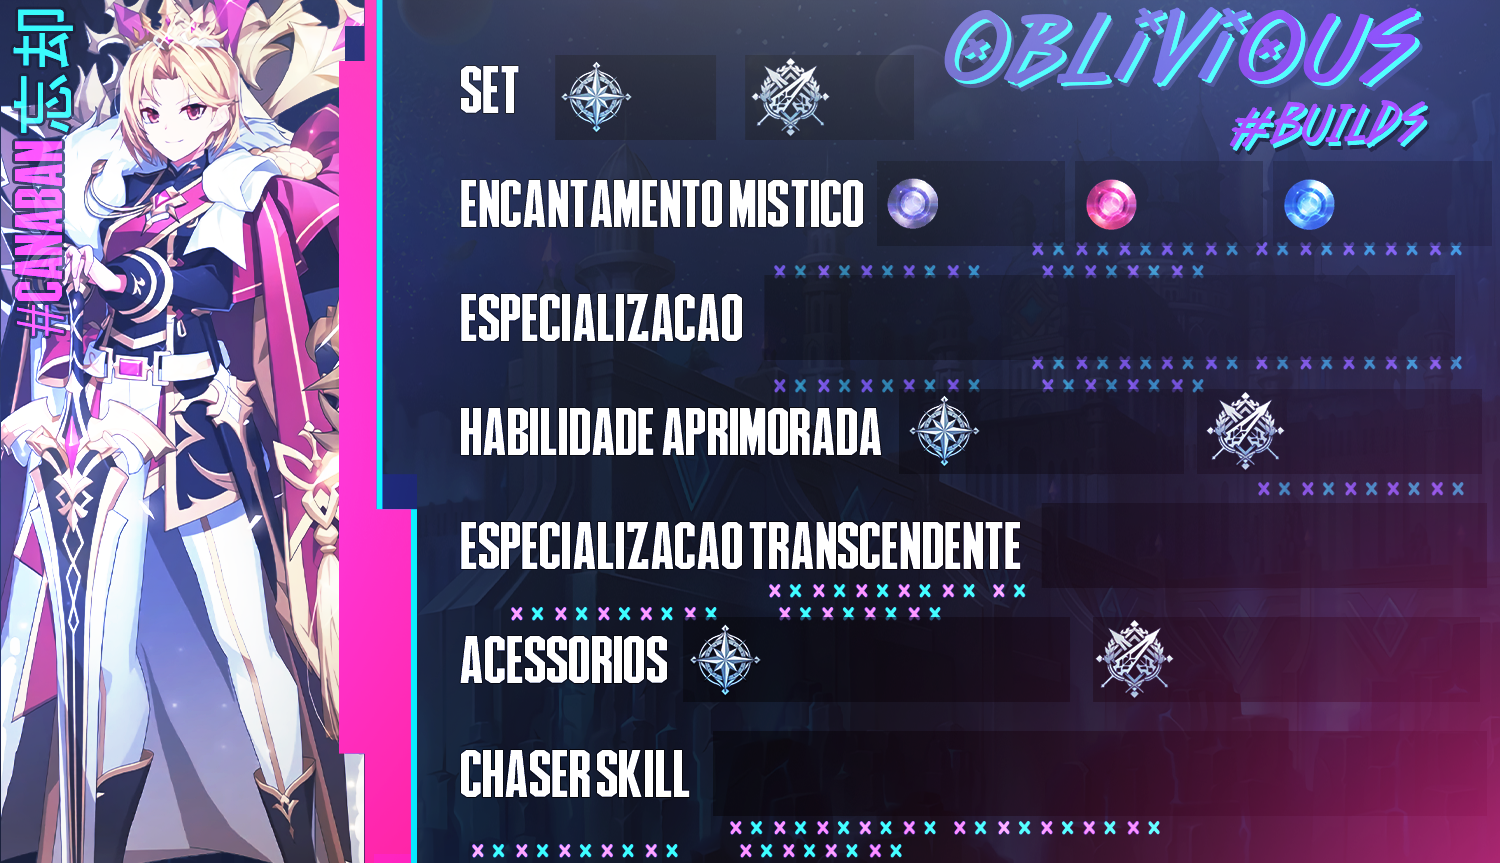 OBLIVIOUS
#BUILDS
#CANABAN忘却
SET
ENCANTAMENTO MISTICO
ESPECIALIZACAO
HABILIDADE APRIMORADA
ESPECIALIZACAO TRANSCENDENTE
ACESSORIOS
CHASER SKILL